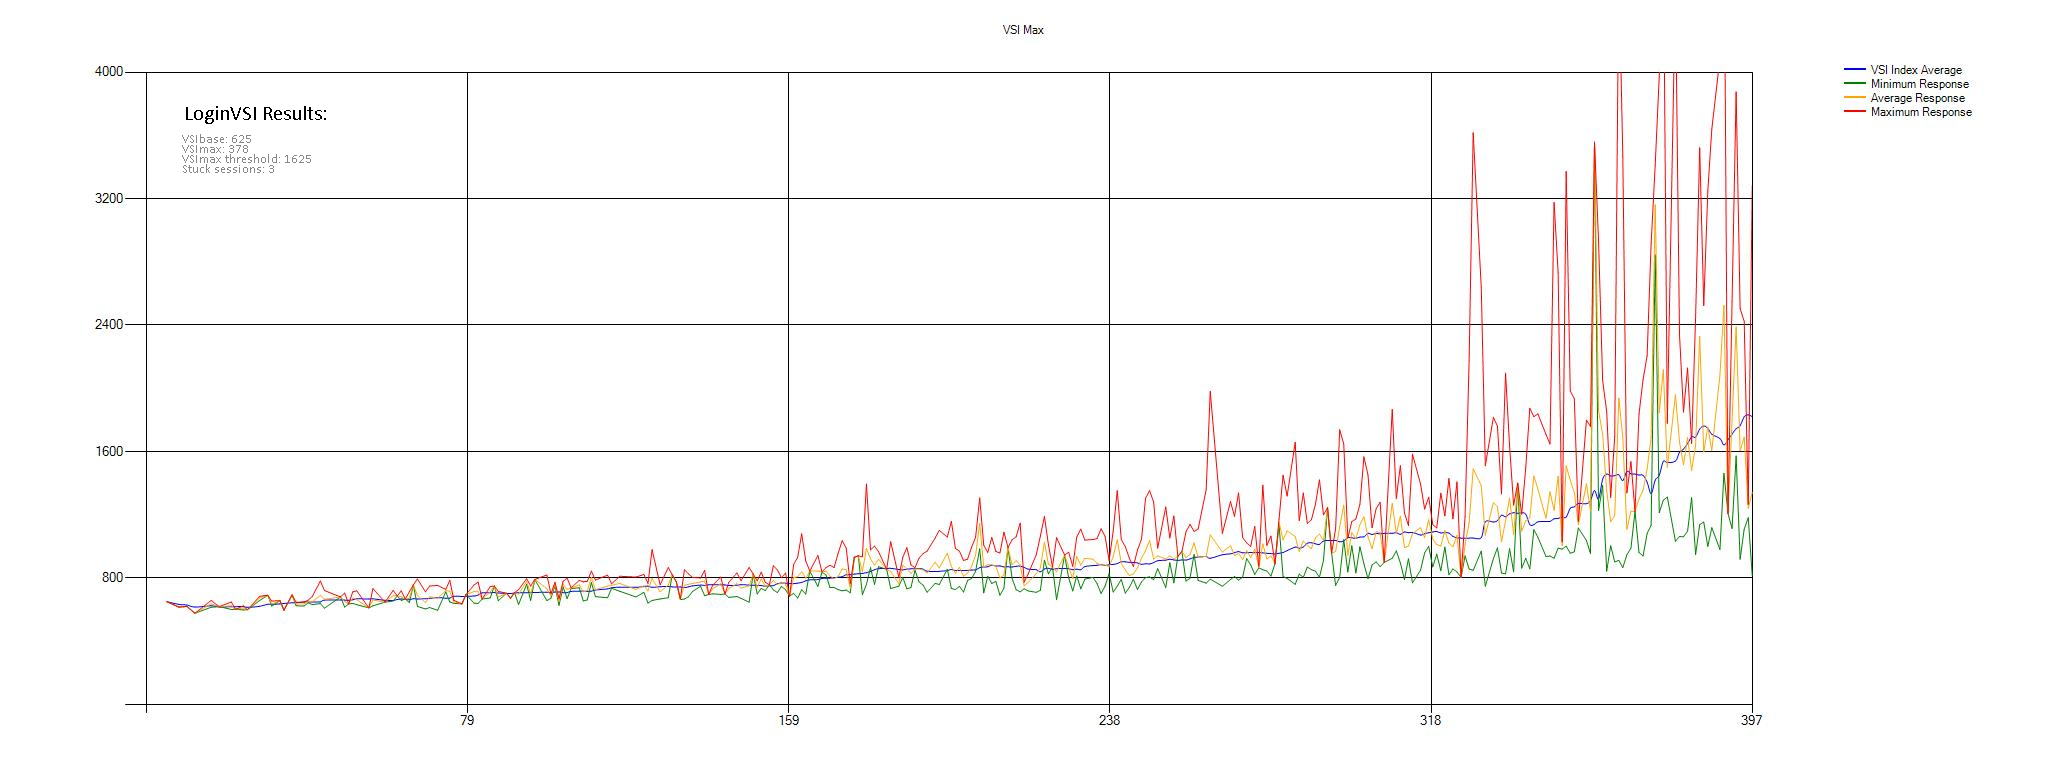 VSI Max
4000
3200
2400
1600
800
LoginVSI Results:
VSIbase: 625
VSImax: 378
VSImax threshold: 1625
Stuck sessions: 3
VSI Index Average
Minimum Response
Average Response
Maximum Response
79
159
238
318
397